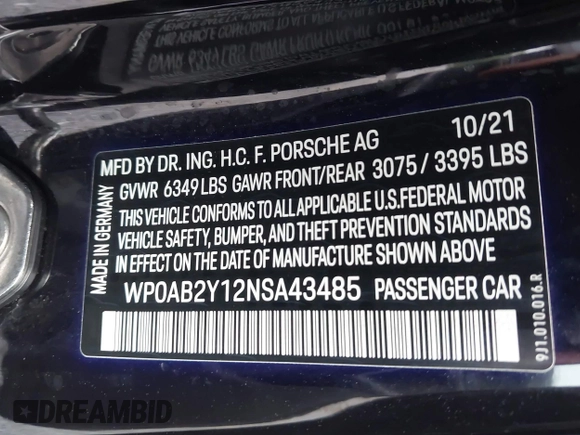 MFD BY DR. ING. H.C. F. PORSCHE AG 10/21
GVWR 6349 LBS GAWR FRONT/REAR 3075 / 3395 LBS
THIS VEHICLE CONFORMS TO ALL APPLICABLE U.S.FEDERAL MOTOR
VEHICLE SAFETY, BUMPER, AND THEFT PREVENTION STANDARDS
IN EFFECT ON THE DATE OF MANUFACTURE SHOWN ABOVE
WP0AB2Y12NSA43485 PASSENGER CAR
MADE IN GERMANY
9J1.010.016.R
DREAMBID